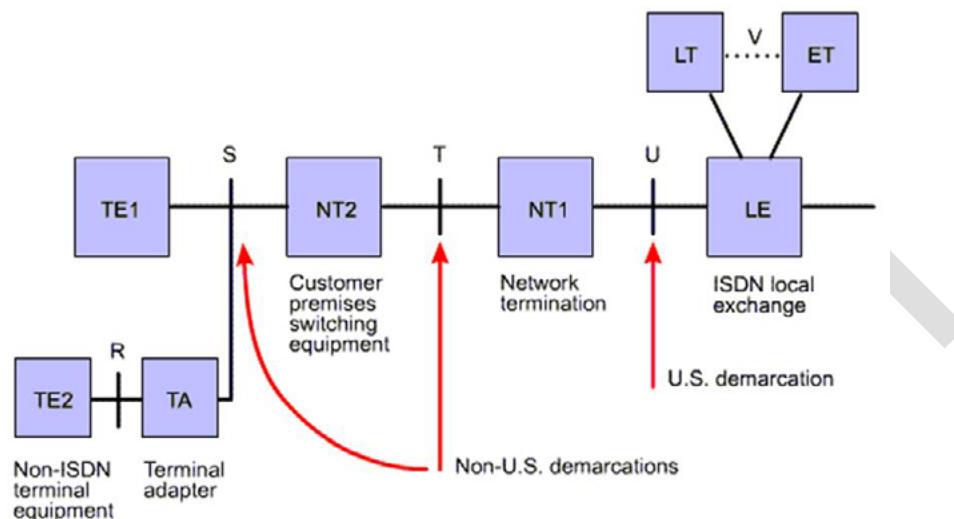 LT
V
ET
S
T
U
TE1
NT2
NT1
LE
Customer
premises
switching
equipment
Network
termination
ISDN local
exchange
R
TE2
TA
U.S. demarcation
Non-ISDN
terminal
equipment
Terminal
adapter
Non-U.S. demarcations